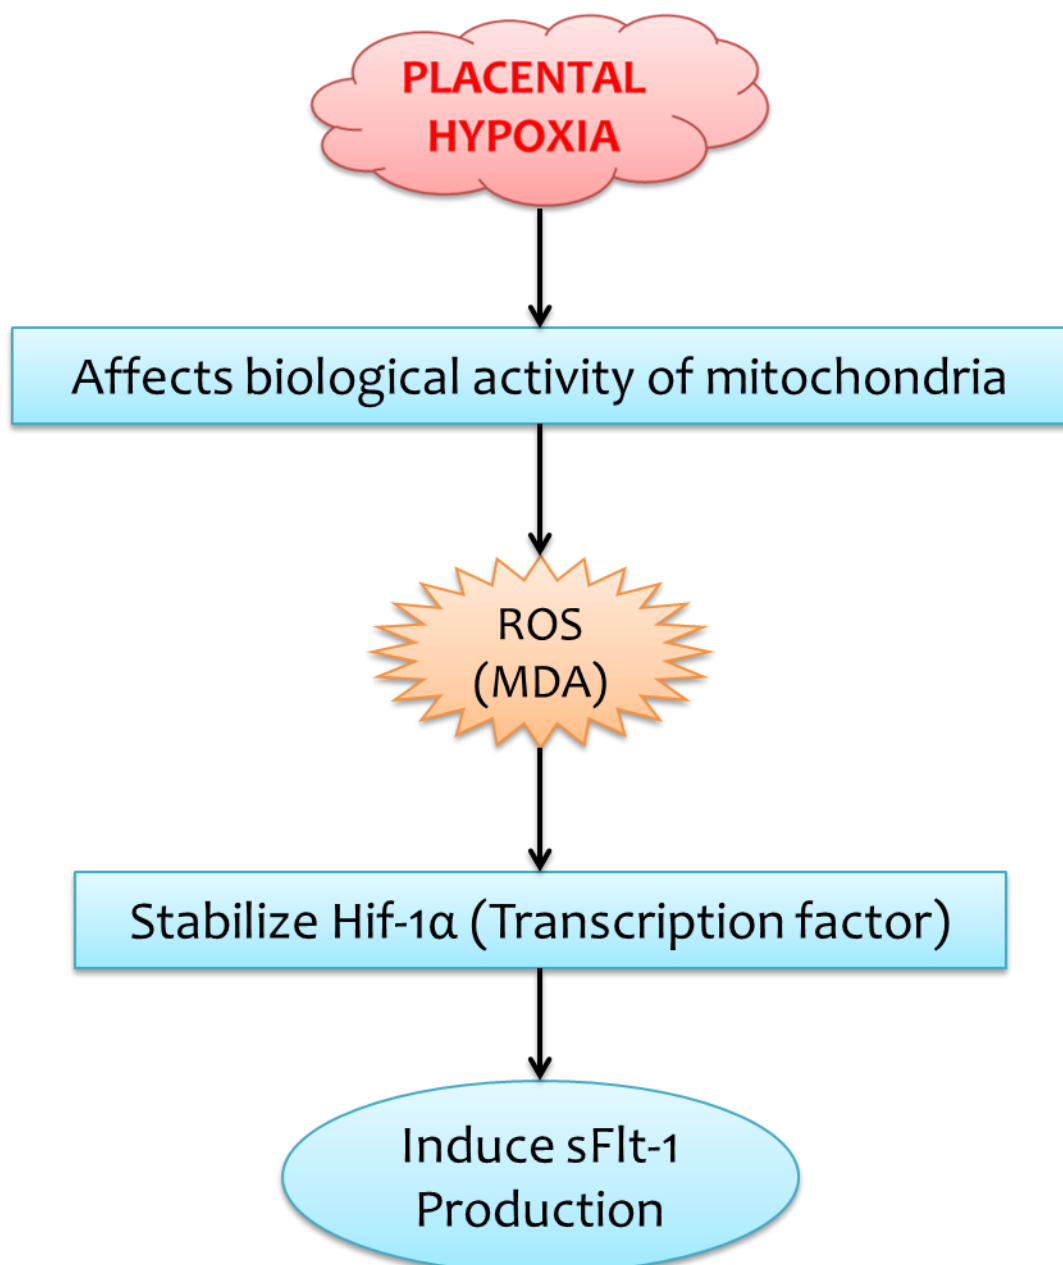 PLACENTAL
HYPOXIA
Affects biological activity of mitochondria
ROS
(MDA)
Stabilize Hif-1α (Transcription factor)
Induce sFlt-1
Production